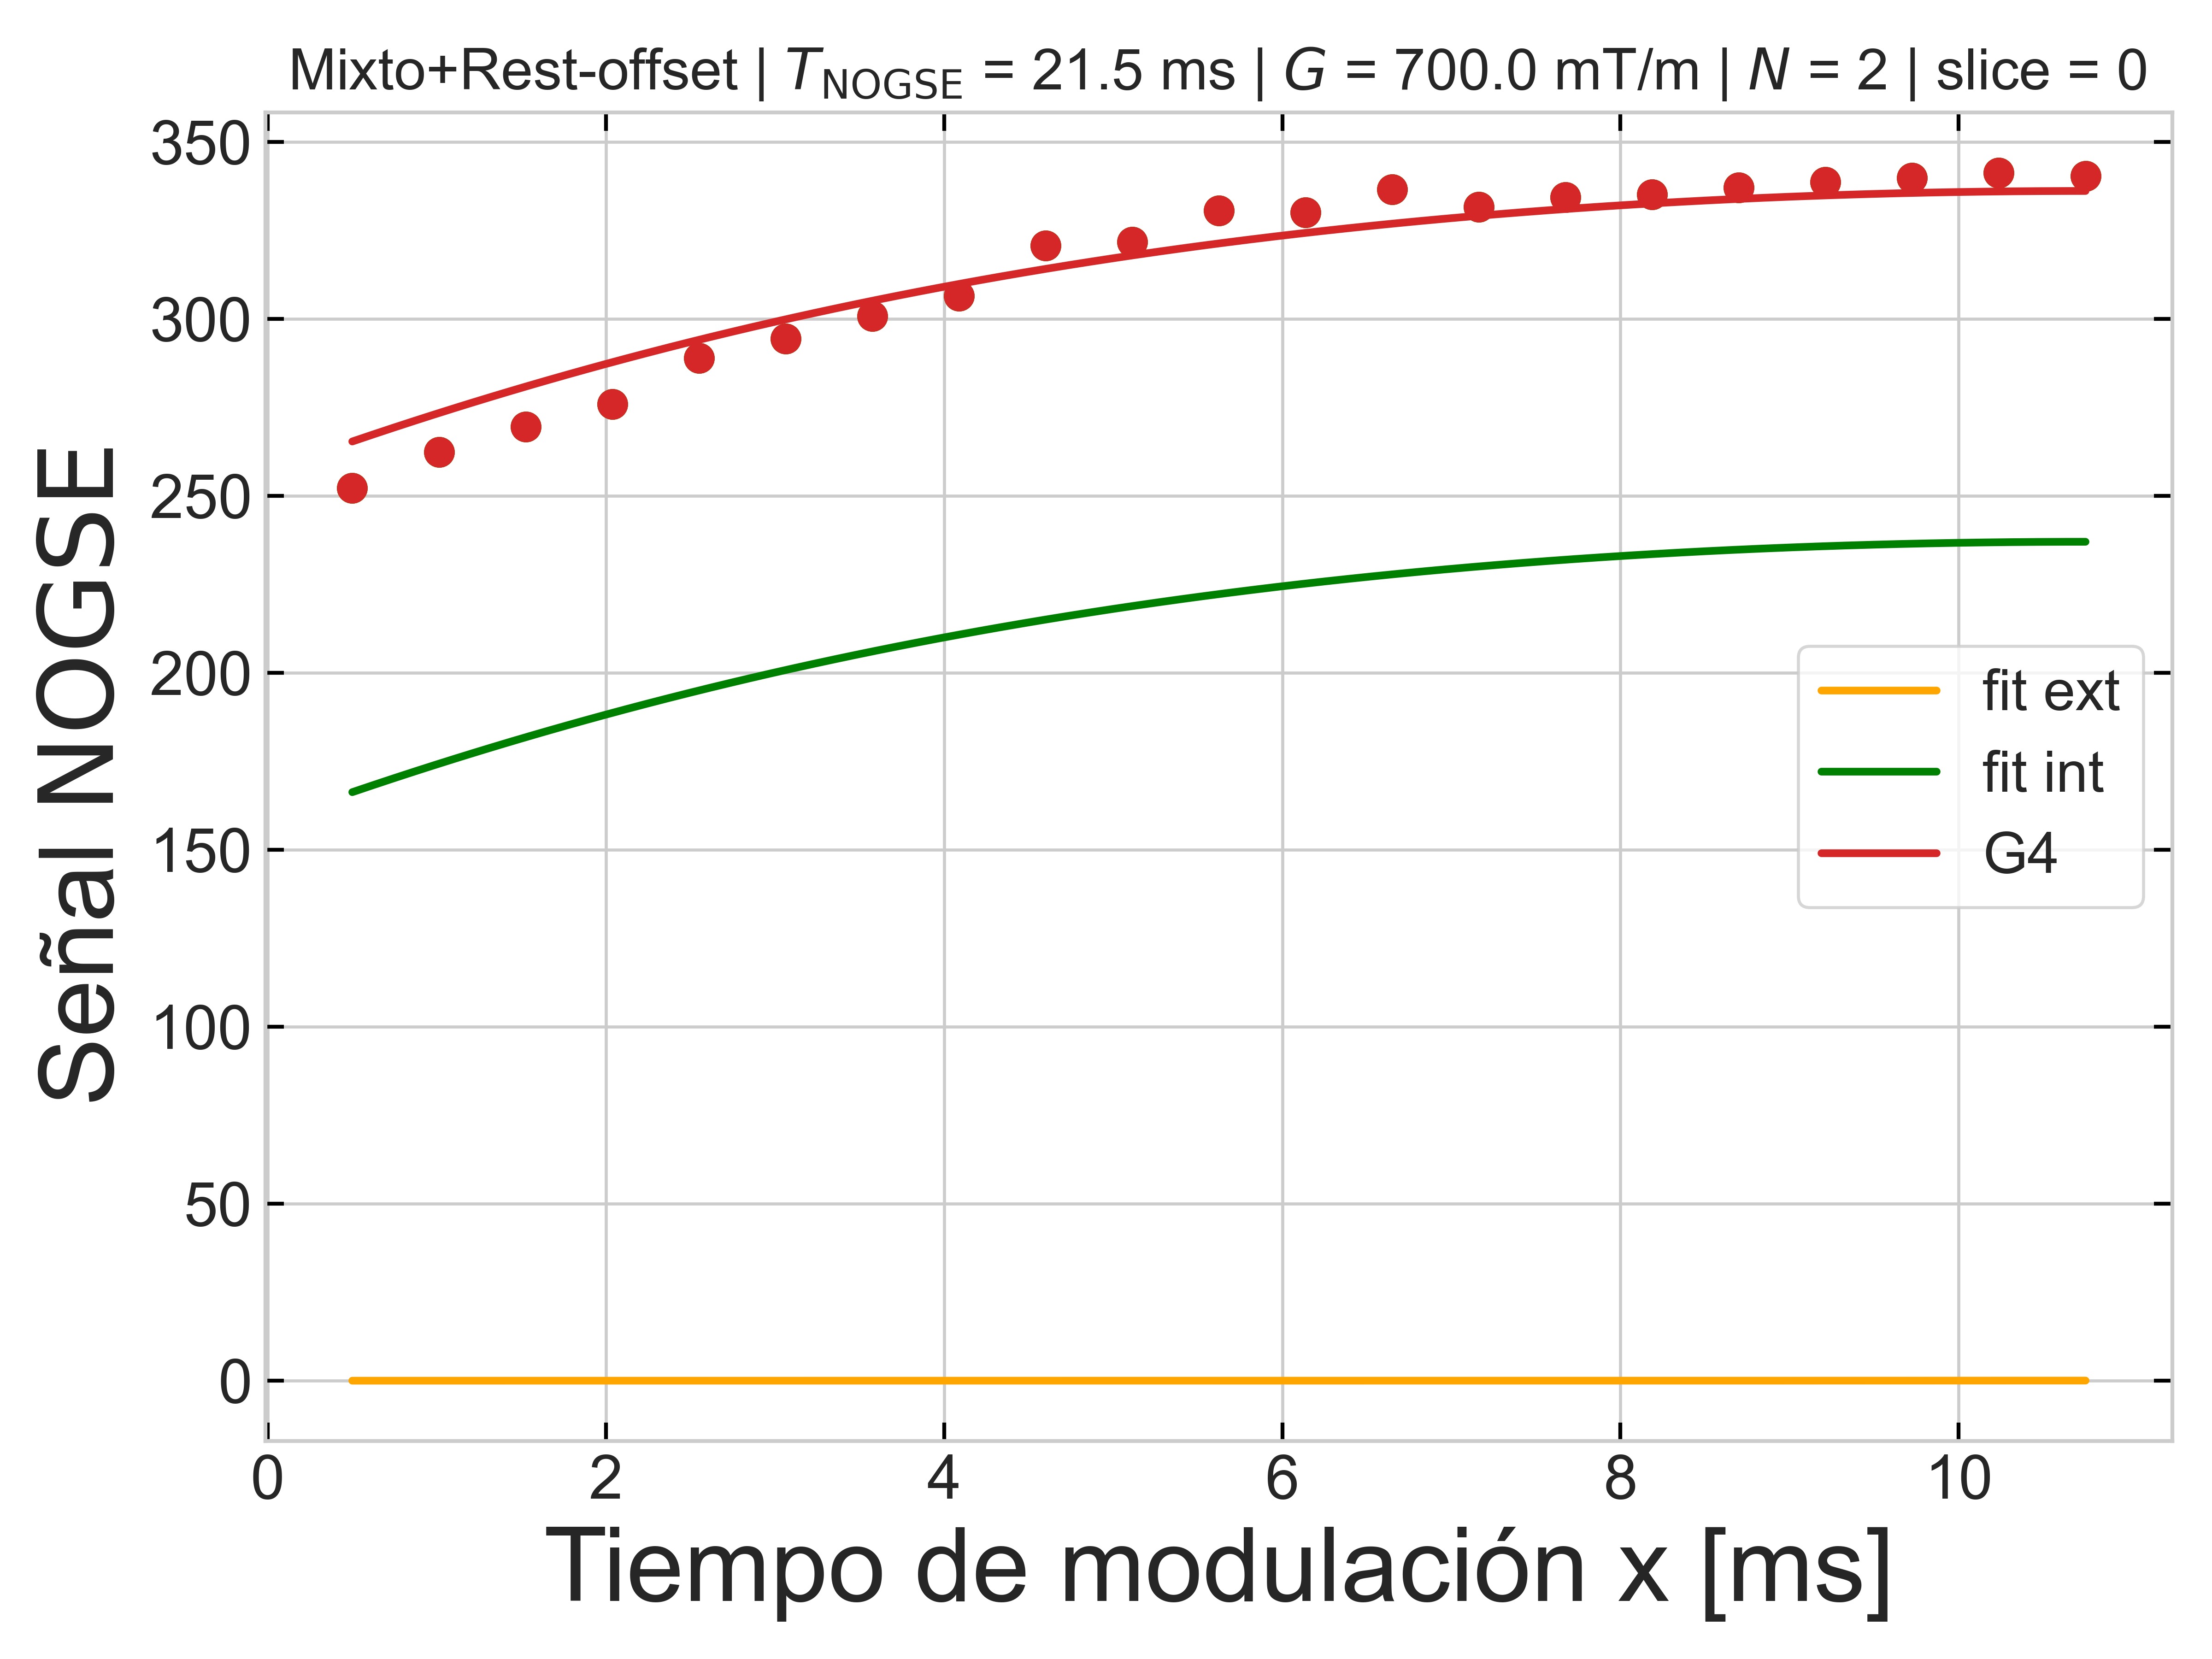 Mixto+Rest-offset | T_NOGSE = 21.5 ms | G = 700.0 mT/m | N = 2 | slice = 0
Señal NOGSE
350
300
250
200
150
100
50
0
fit ext
fit int
G4
0 2 4 6 8 10
Tiempo de modulación x [ms]